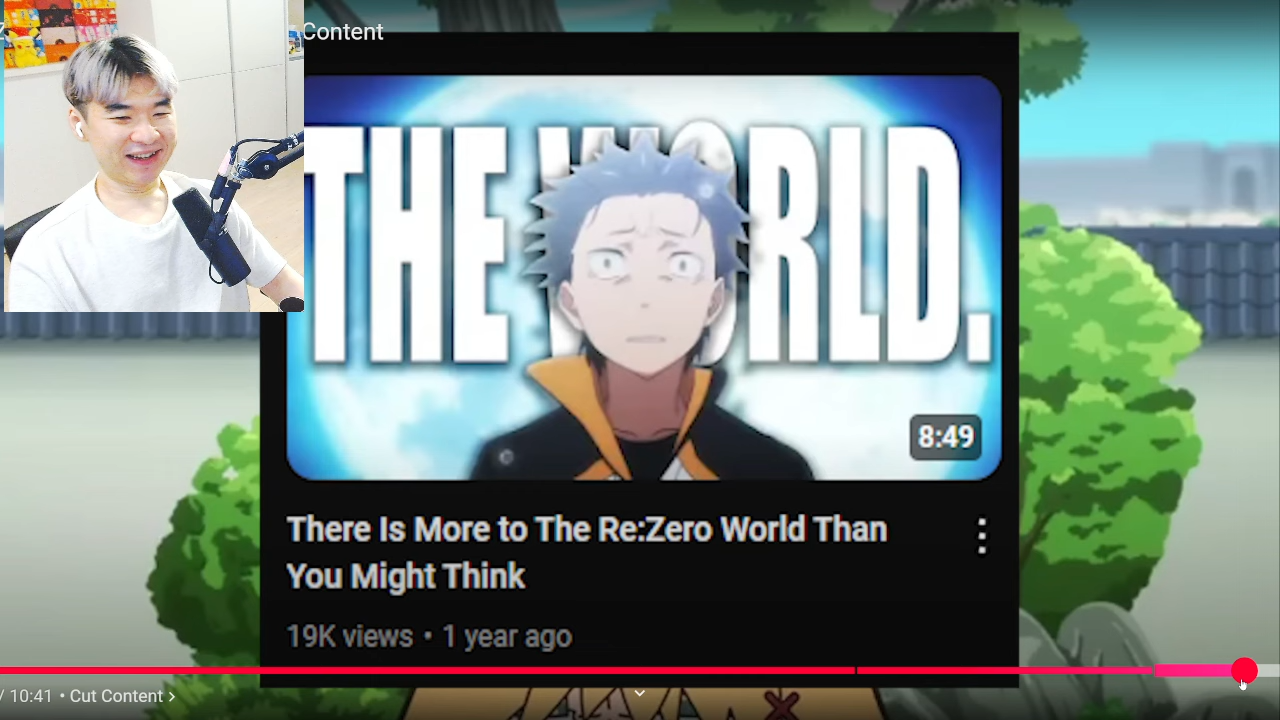 Content
THE WORLD.
8:49
There Is More to The Re:Zero World Than
You Might Think
19K views • 1 year ago
/ 10:41 • Cut Content >